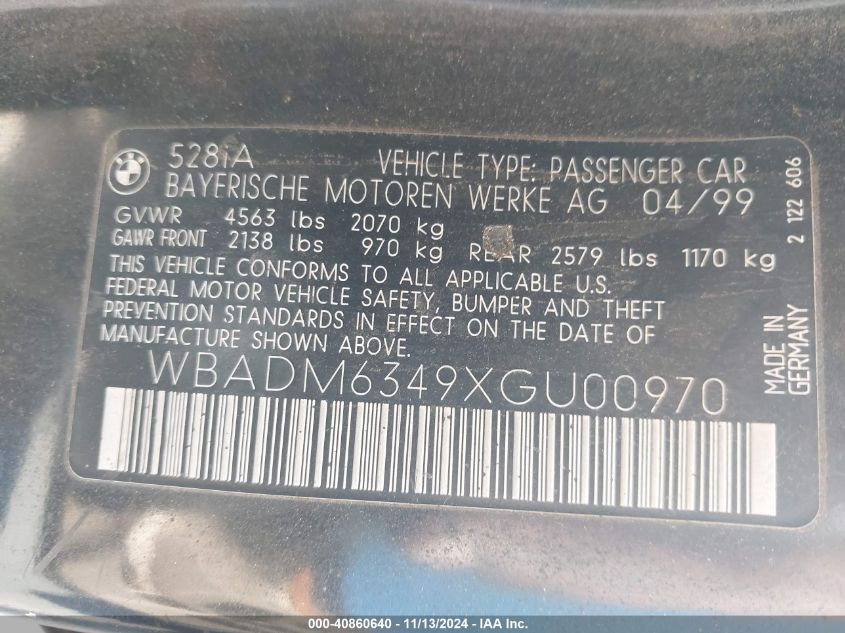 BMW
528iA VEHICLE TYPE: PASSENGER CAR
BAYERISCHE MOTOREN WERKE AG 04/99
GVWR 4563 lbs 2070 kg
GAWR FRONT 2138 lbs 970 kg REAR 2579 lbs 1170 kg
THIS VEHICLE CONFORMS TO ALL APPLICABLE U.S.
FEDERAL MOTOR VEHICLE SAFETY, BUMPER AND THEFT
PREVENTION STANDARDS IN EFFECT ON THE DATE OF
MANUFACTURE SHOWN ABOVE.
WBADM6349XGU00970
2 122 606
MADE IN
GERMANY
000-40860640 - 11/13/2024 - IAA Inc.